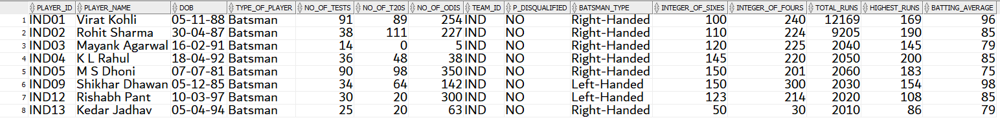 PLAYER_ID PLAYER_NAME DOB TYPE_OF_PLAYER NO_OF_TESTS NO_OF_T20S NO_OF_ODIS TEAM_ID P_DISQUALIFIED BATSMAN_TYPE INTEGER_OF_SIXES INTEGER_OF_FOURS TOTAL_RUNS HIGHEST_RUNS BATTING_AVERAGE
1 IND01 Virat Kohli 05-11-88 Batsman 91 89 254 IND NO Right-Handed 100 240 12169 169 96
2 IND02 Rohit Sharma 30-04-87 Batsman 38 111 227 IND NO Right-Handed 110 224 9205 190 85
3 IND03 Mayank Agarwal 16-02-91 Batsman 14 0 5 IND NO Right-Handed 120 225 2040 145 79
4 IND04 K L Rahul 18-04-92 Batsman 36 48 38 IND NO Right-Handed 145 220 2050 200 85
5 IND05 M S Dhoni 07-07-81 Batsman 90 98 350 IND NO Right-Handed 150 201 2060 183 75
6 IND09 Shikhar Dhawan 05-12-85 Batsman 34 64 142 IND NO Left-Handed 150 300 2030 154 98
7 IND12 Rishabh Pant 10-03-97 Batsman 30 20 300 IND NO Left-Handed 123 214 2020 108 85
8 IND13 Kedar Jadhav 05-04-94 Batsman 25 20 63 IND NO Right-Handed 50 30 2010 86 79